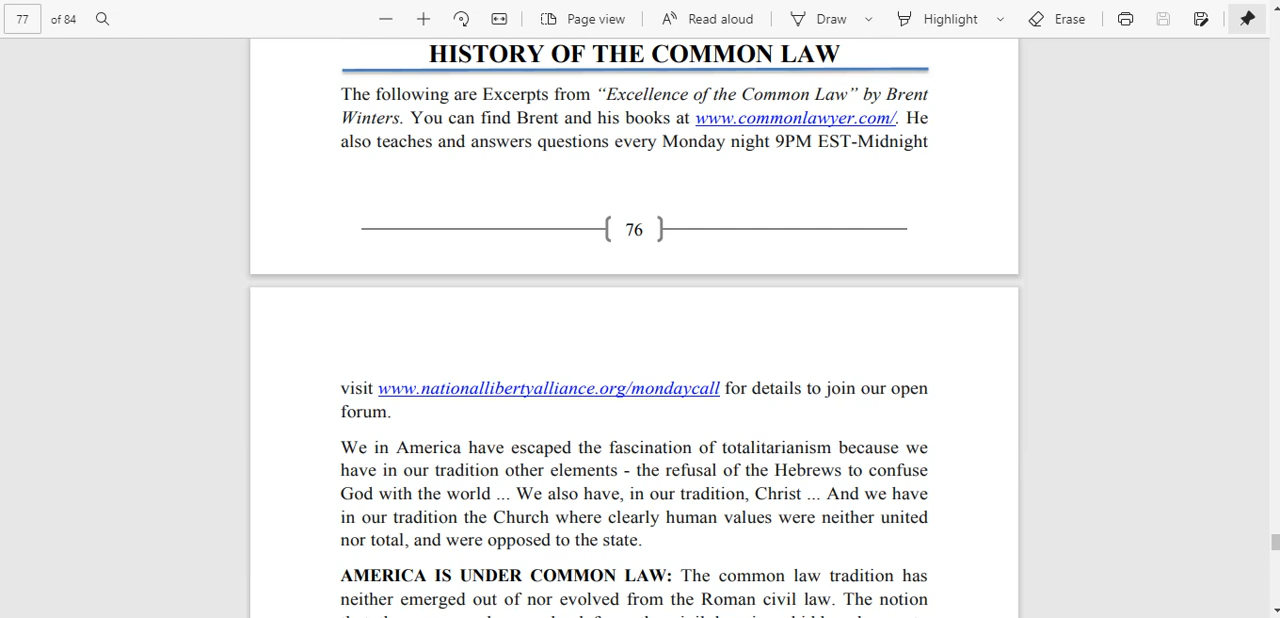 77 of 84 Page view Read aloud Draw Highlight Erase
HISTORY OF THE COMMON LAW
The following are Excerpts from “Excellence of the Common Law” by Brent
Winters. You can find Brent and his books at www.commonlawyer.com/. He
also teaches and answers questions every Monday night 9PM EST-Midnight
76
visit www.nationallibertyalliance.org/mondaycall for details to join our open
forum.
We in America have escaped the fascination of totalitarianism because we
have in our tradition other elements - the refusal of the Hebrews to confuse
God with the world ... We also have, in our tradition, Christ ... And we have
in our tradition the Church where clearly human values were neither united
nor total, and were opposed to the state.
AMERICA IS UNDER COMMON LAW: The common law tradition has
neither emerged out of nor evolved from the Roman civil law. The notion